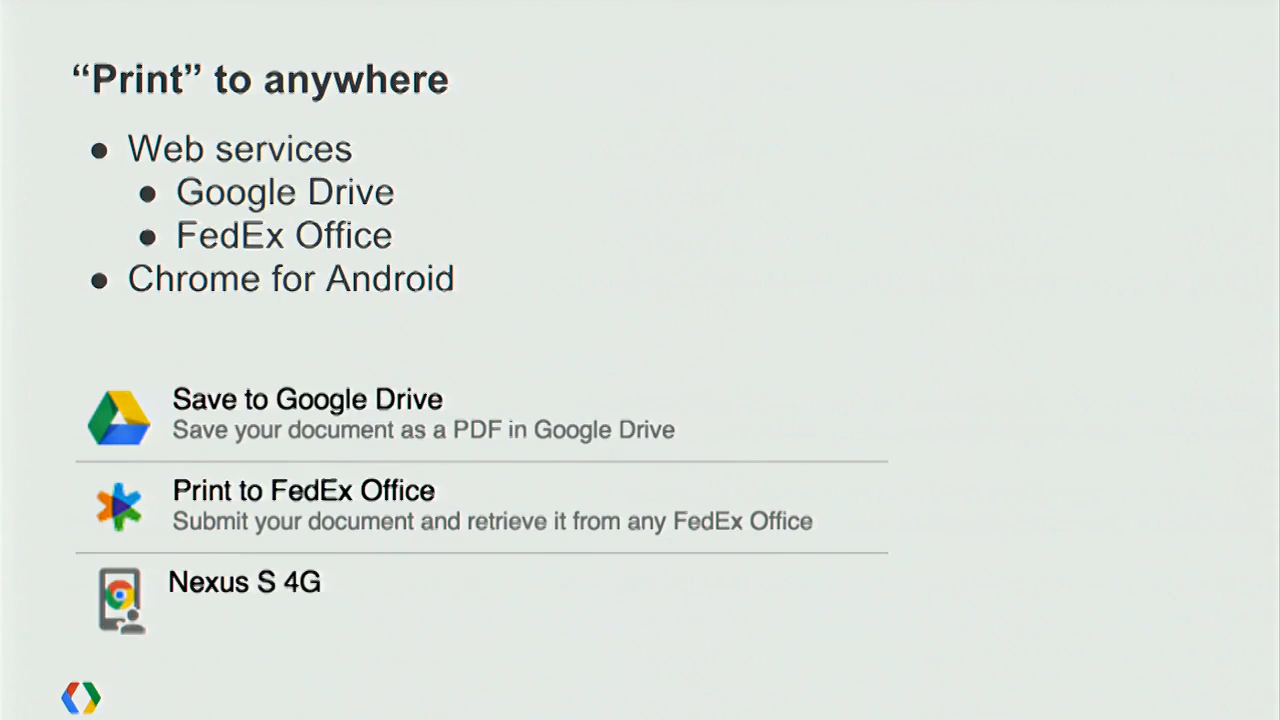 “Print” to anywhere
● Web services
● Google Drive
● FedEx Office
● Chrome for Android
Save to Google Drive
Save your document as a PDF in Google Drive
Print to FedEx Office
Submit your document and retrieve it from any FedEx Office
Nexus S 4G